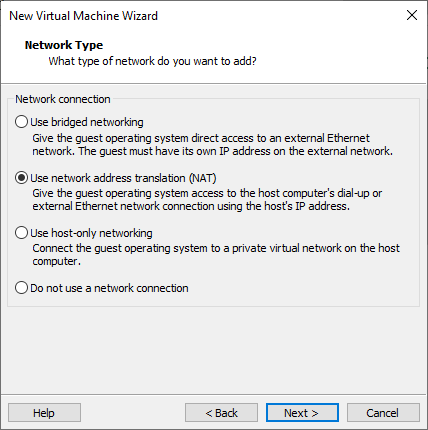 New Virtual Machine Wizard
Network Type
What type of network do you want to add?
Network connection
Use bridged networking
Give the guest operating system direct access to an external Ethernet
network. The guest must have its own IP address on the external network.
Use network address translation (NAT)
Give the guest operating system access to the host computer's dial-up or
external Ethernet network connection using the host's IP address.
Use host-only networking
Connect the guest operating system to a private virtual network on the host
computer.
Do not use a network connection
Help
< Back
Next >
Cancel